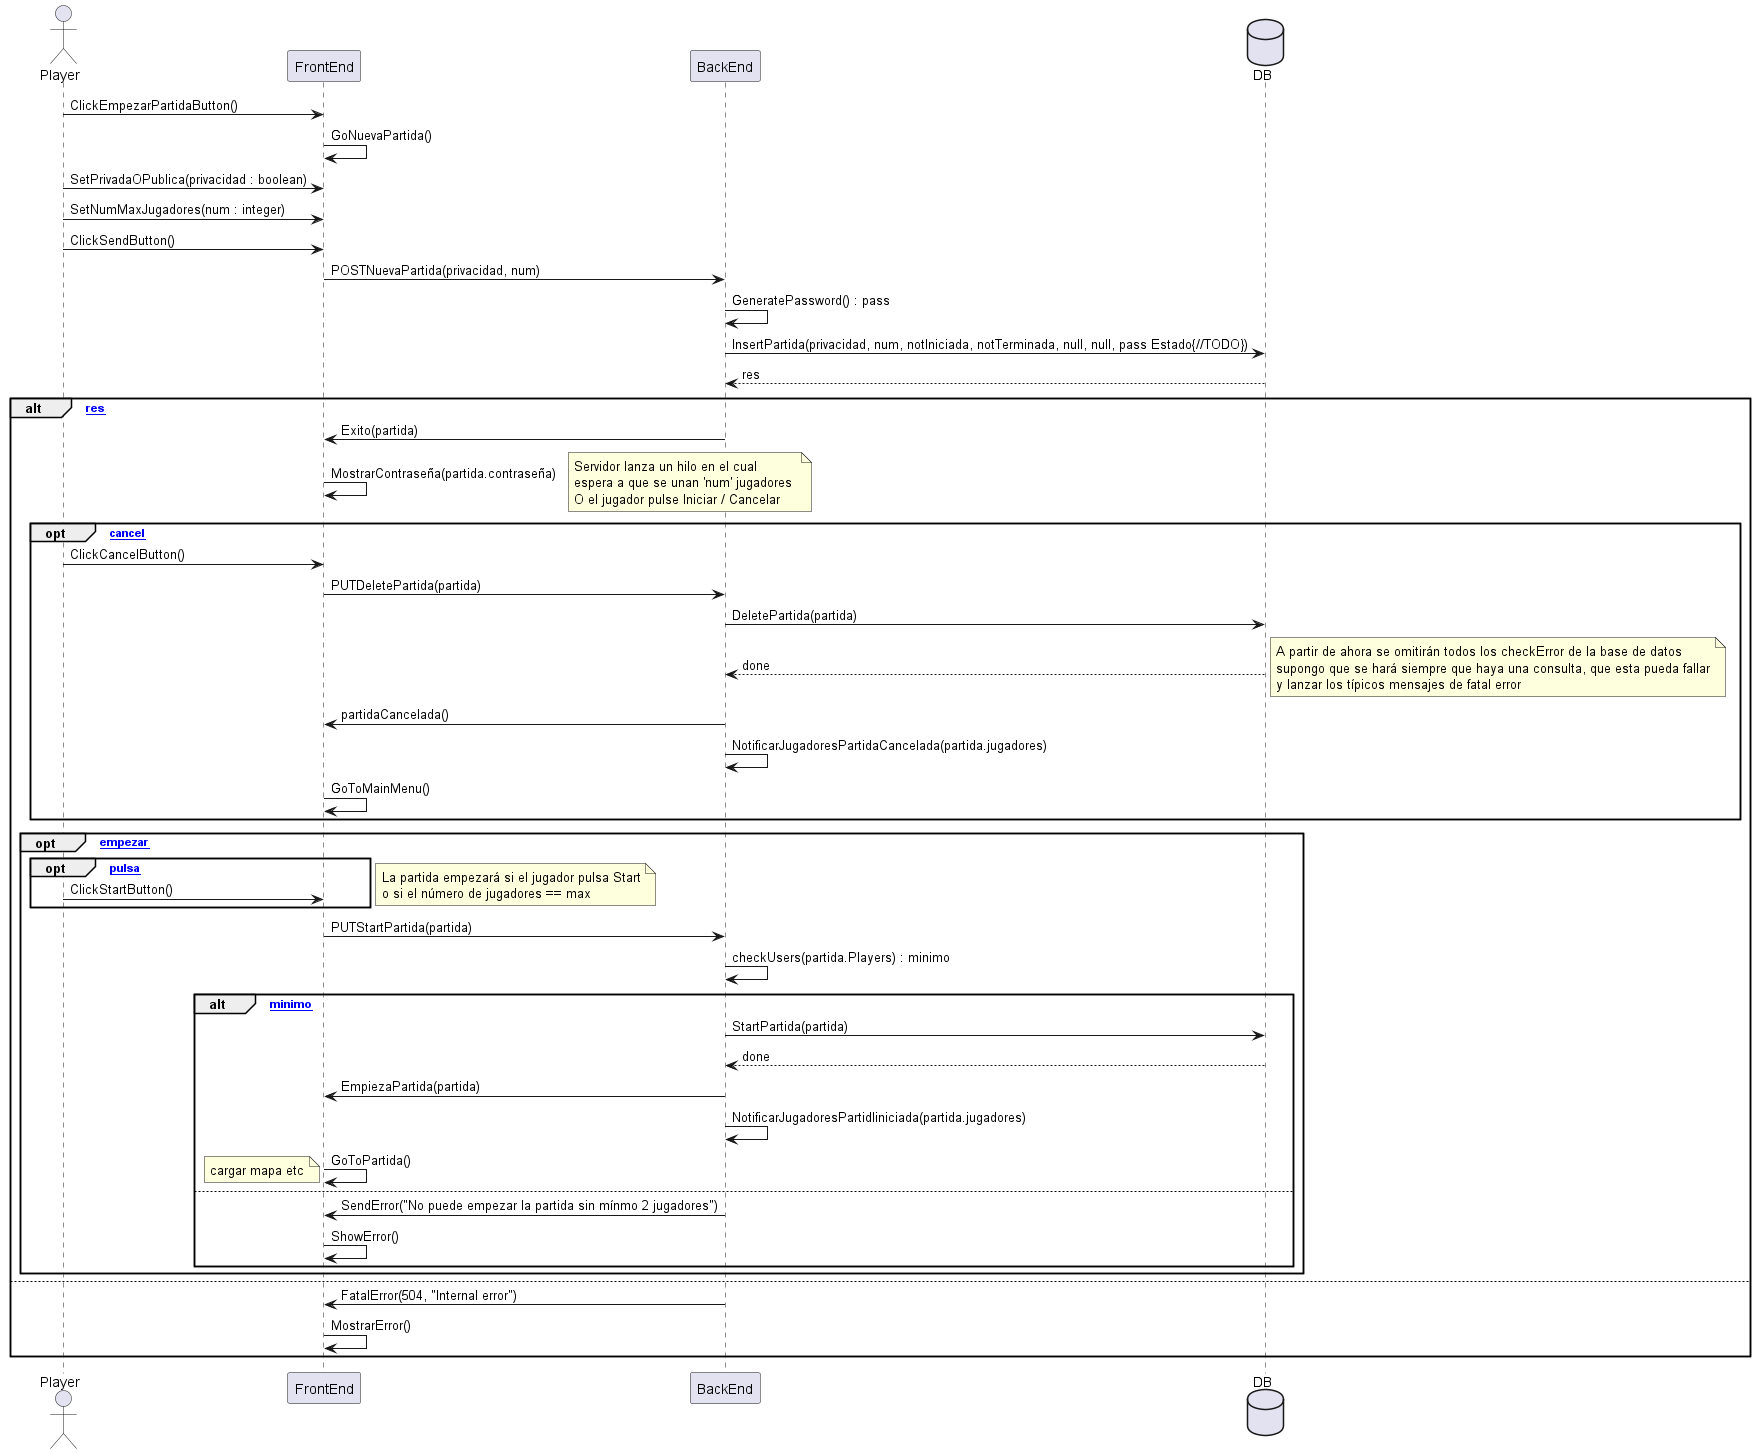 Player
FrontEnd
BackEnd
DB
ClickEmpezarPartidaButton()
GoNuevaPartida()
SetPrivadaOPublica(privacidad : boolean)
SetNumMaxJugadores(num : integer)
ClickSendButton()
POSTNuevaPartida(privacidad, num)
GeneratePassword() : pass
InsertPartida(privacidad, num, notIniciada, notTerminada, null, null, pass Estado{//TODO})
res
alt res
Exito(partida)
MostrarContraseña(partida.contraseña)
Servidor lanza un hilo en el cual
espera a que se unan 'num' jugadores
O el jugador pulse Iniciar / Cancelar
opt cancel
ClickCancelButton()
PUTDeletePartida(partida)
DeletePartida(partida)
done
A partir de ahora se omitirán todos los checkError de la base de datos
supongo que se hará siempre que haya una consulta, que esta pueda fallar
y lanzar los típicos mensajes de fatal error
partidaCancelada()
NotificarJugadoresPartidaCancelada(partida.jugadores)
GoToMainMenu()
opt empezar
opt pulsa
ClickStartButton()
La partida empezará si el jugador pulsa Start
o si el número de jugadores == max
PUTStartPartida(partida)
checkUsers(partida.Players) : minimo
alt minimo
StartPartida(partida)
done
EmpiezaPartida(partida)
NotificarJugadoresPartidIiniciada(partida.jugadores)
cargar mapa etc
GoToPartida()
SendError("No puede empezar la partida sin mínmo 2 jugadores")
ShowError()
FatalError(504, "Internal error")
MostrarError()
Player
FrontEnd
BackEnd
DB